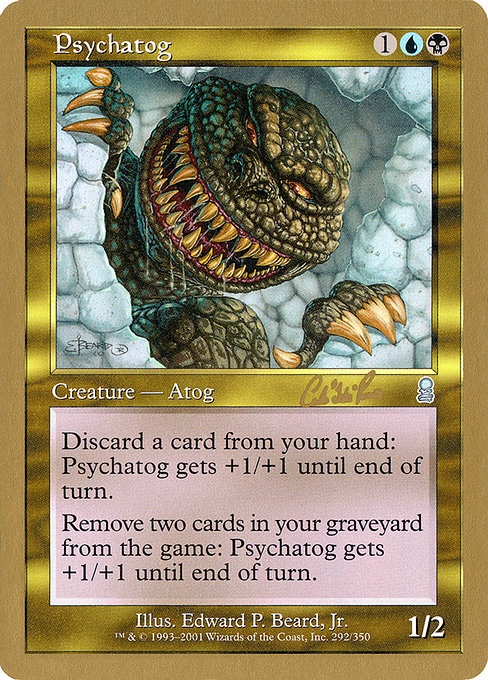 Psychatog 1
E.BEARD JR
Creature — Atog
Discard a card from your hand:
Psychatog gets +1/+1 until end of
turn.
Remove two cards in your graveyard
from the game: Psychatog gets
+1/+1 until end of turn.
Illus. Edward P. Beard, Jr.
™ & © 1993–2001 Wizards of the Coast, Inc. 292/350
1/2